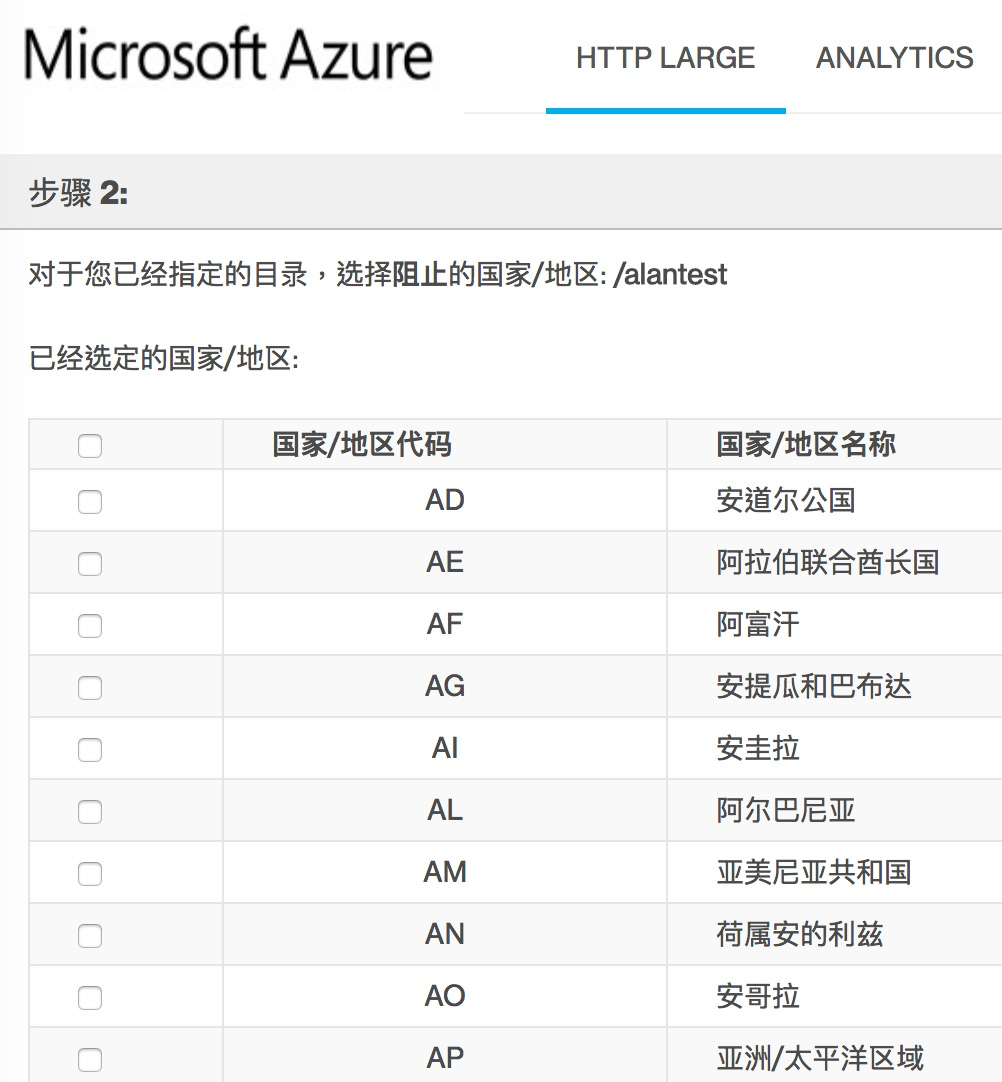 Microsoft Azure
HTTP LARGE ANALYTICS
步骤 2:
对于您已经指定的目录，选择阻止的国家/地区: /alantest
已经选定的国家/地区:
国家/地区代码 国家/地区名称
AD 安道尔公国
AE 阿拉伯联合酋长国
AF 阿富汗
AG 安提瓜和巴布达
AI 安圭拉
AL 阿尔巴尼亚
AM 亚美尼亚共和国
AN 荷属安的利兹
AO 安哥拉
AP 亚洲/太平洋区域